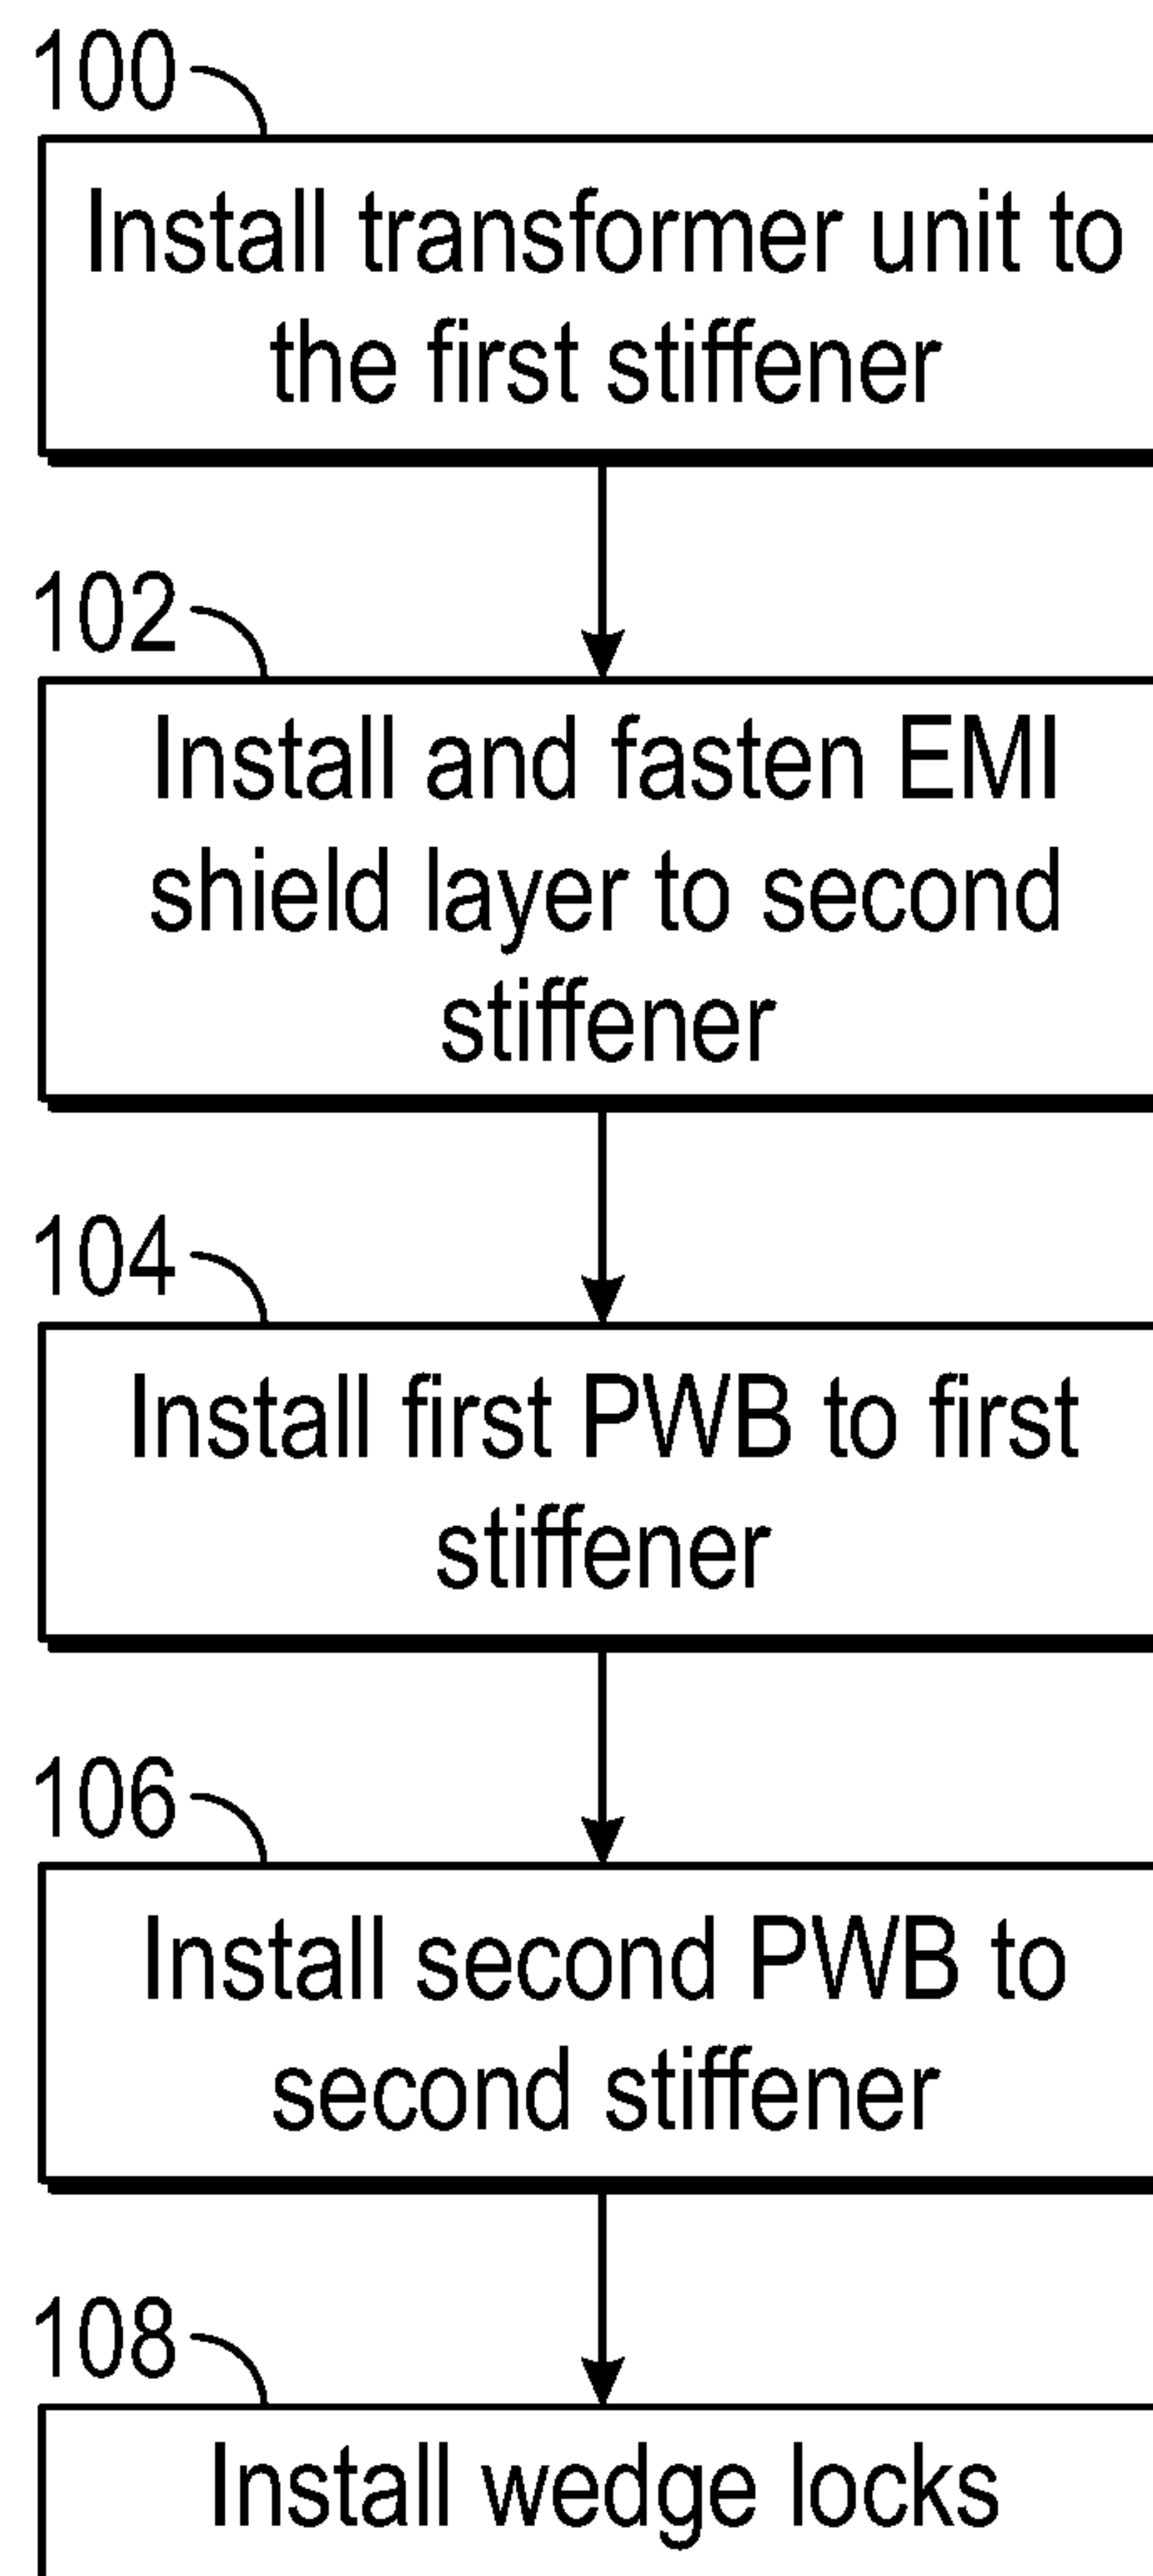 100
Install transformer unit to
the first stiffener
102
Install and fasten EMI
shield layer to second
stiffener
104
Install first PWB to first
stiffener
106
Install second PWB to
second stiffener
108
Install wedge locks